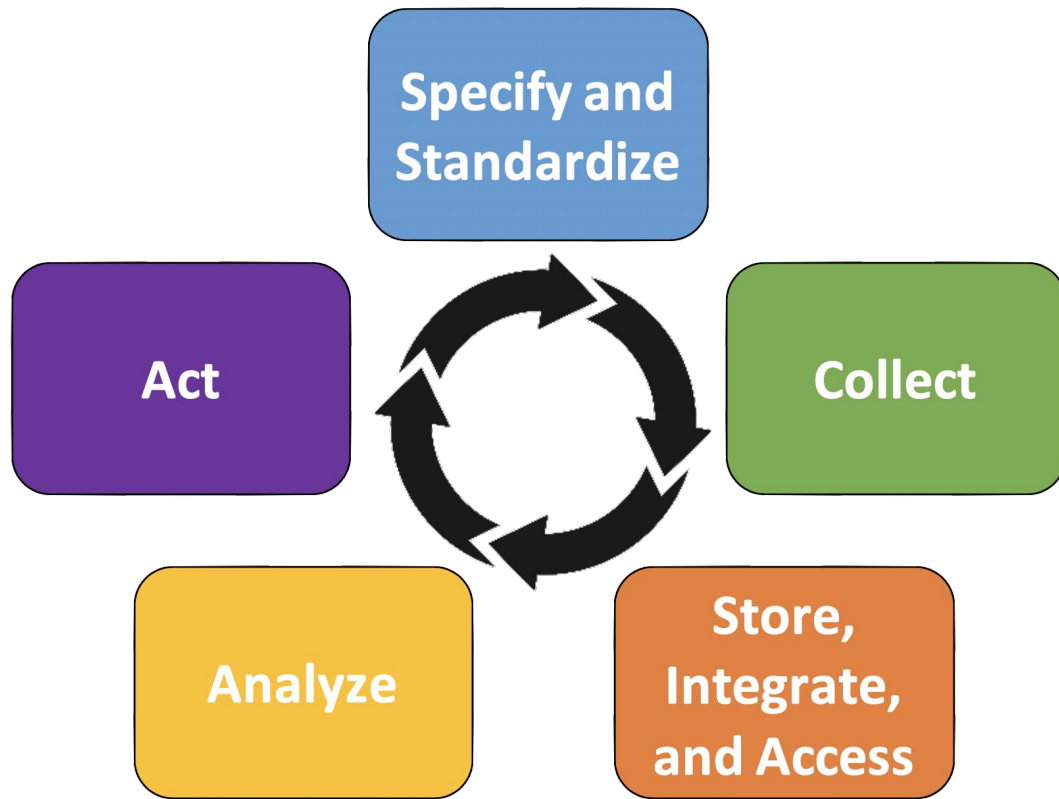 Specify and
Standardize
Act
Collect
Analyze
Store,
Integrate,
and Access